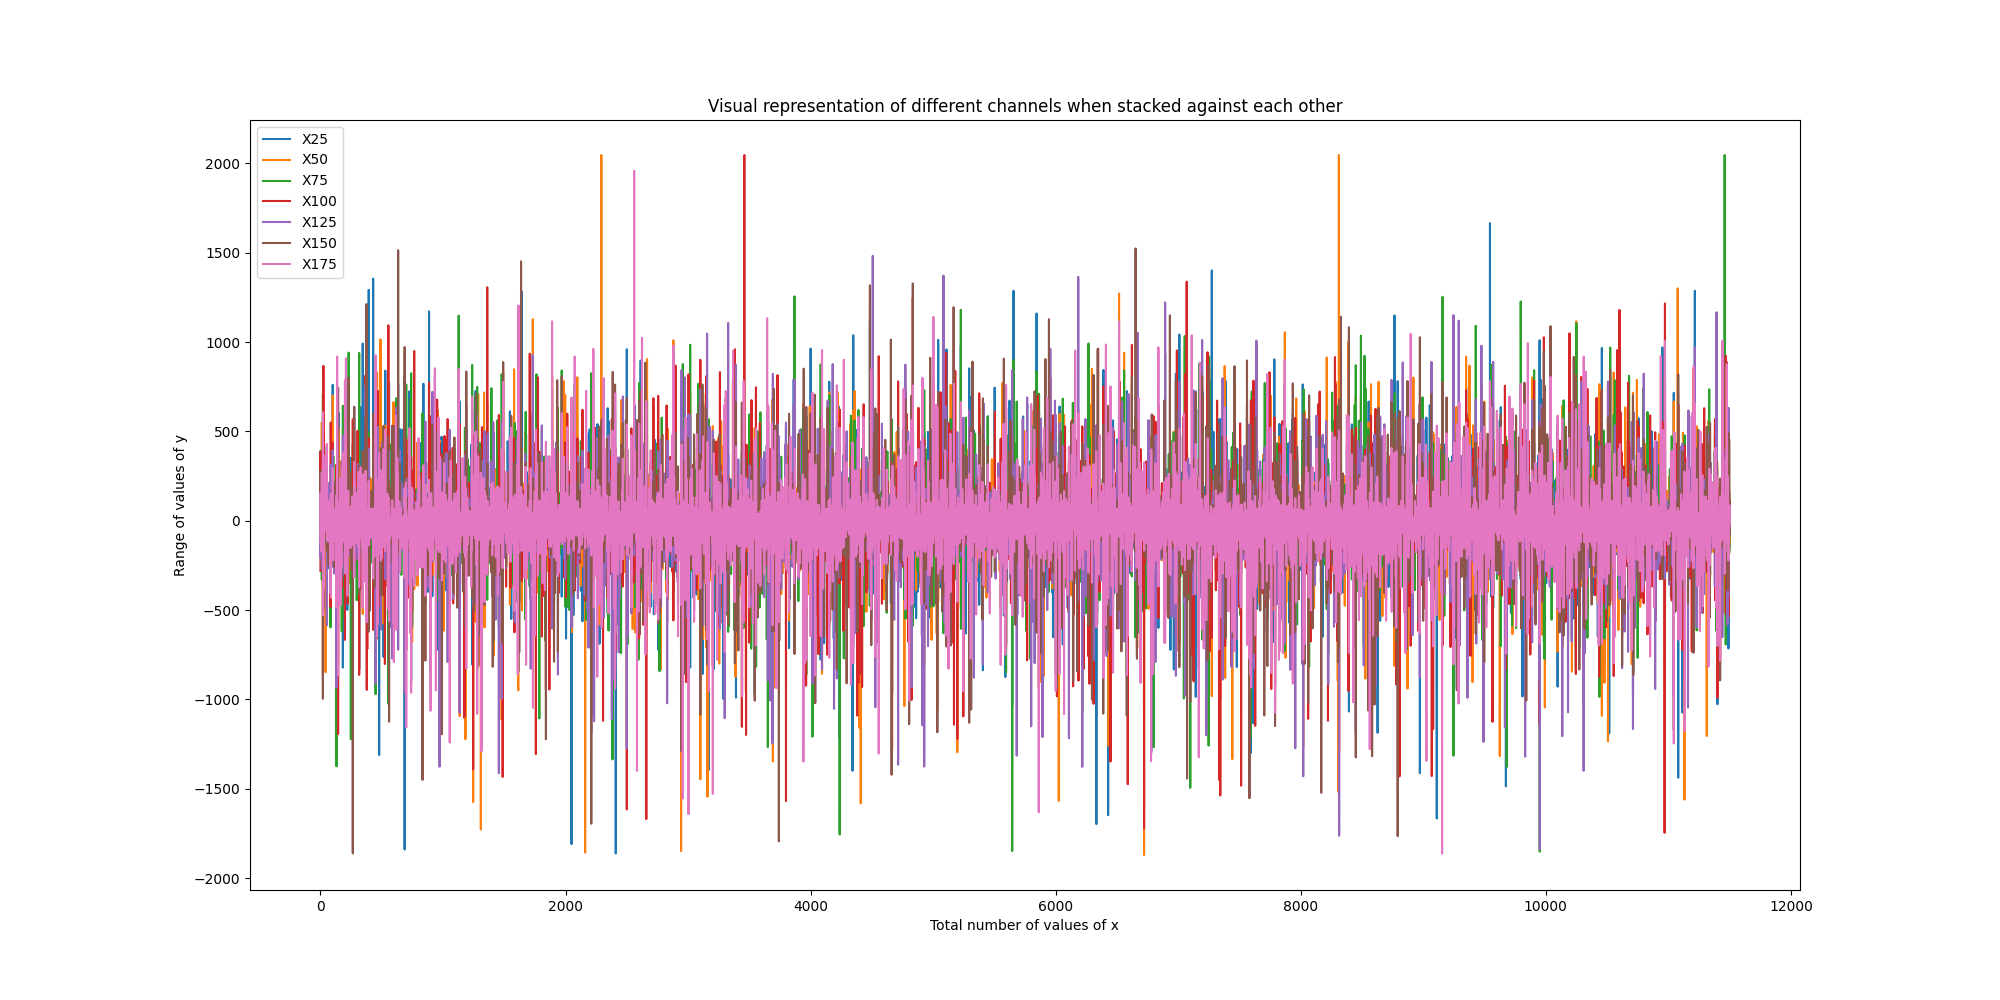 Visual representation of different channels when stacked against each other
X25
X50
X75
X100
X125
X150
X175
2000
1500
1000
500
0
−500
−1000
−1500
−2000
Range of values of y
0 2000 4000 6000 8000 10000 12000
Total number of values of x